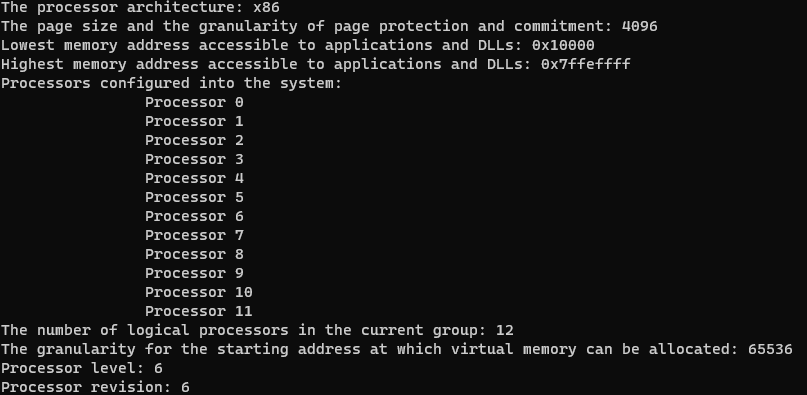 The processor architecture: x86
The page size and the granularity of page protection and commitment: 4096
Lowest memory address accessible to applications and DLLs: 0x10000
Highest memory address accessible to applications and DLLs: 0x7ffeffff
Processors configured into the system:
Processor 0
Processor 1
Processor 2
Processor 3
Processor 4
Processor 5
Processor 6
Processor 7
Processor 8
Processor 9
Processor 10
Processor 11
The number of logical processors in the current group: 12
The granularity for the starting address at which virtual memory can be allocated: 65536
Processor level: 6
Processor revision: 6